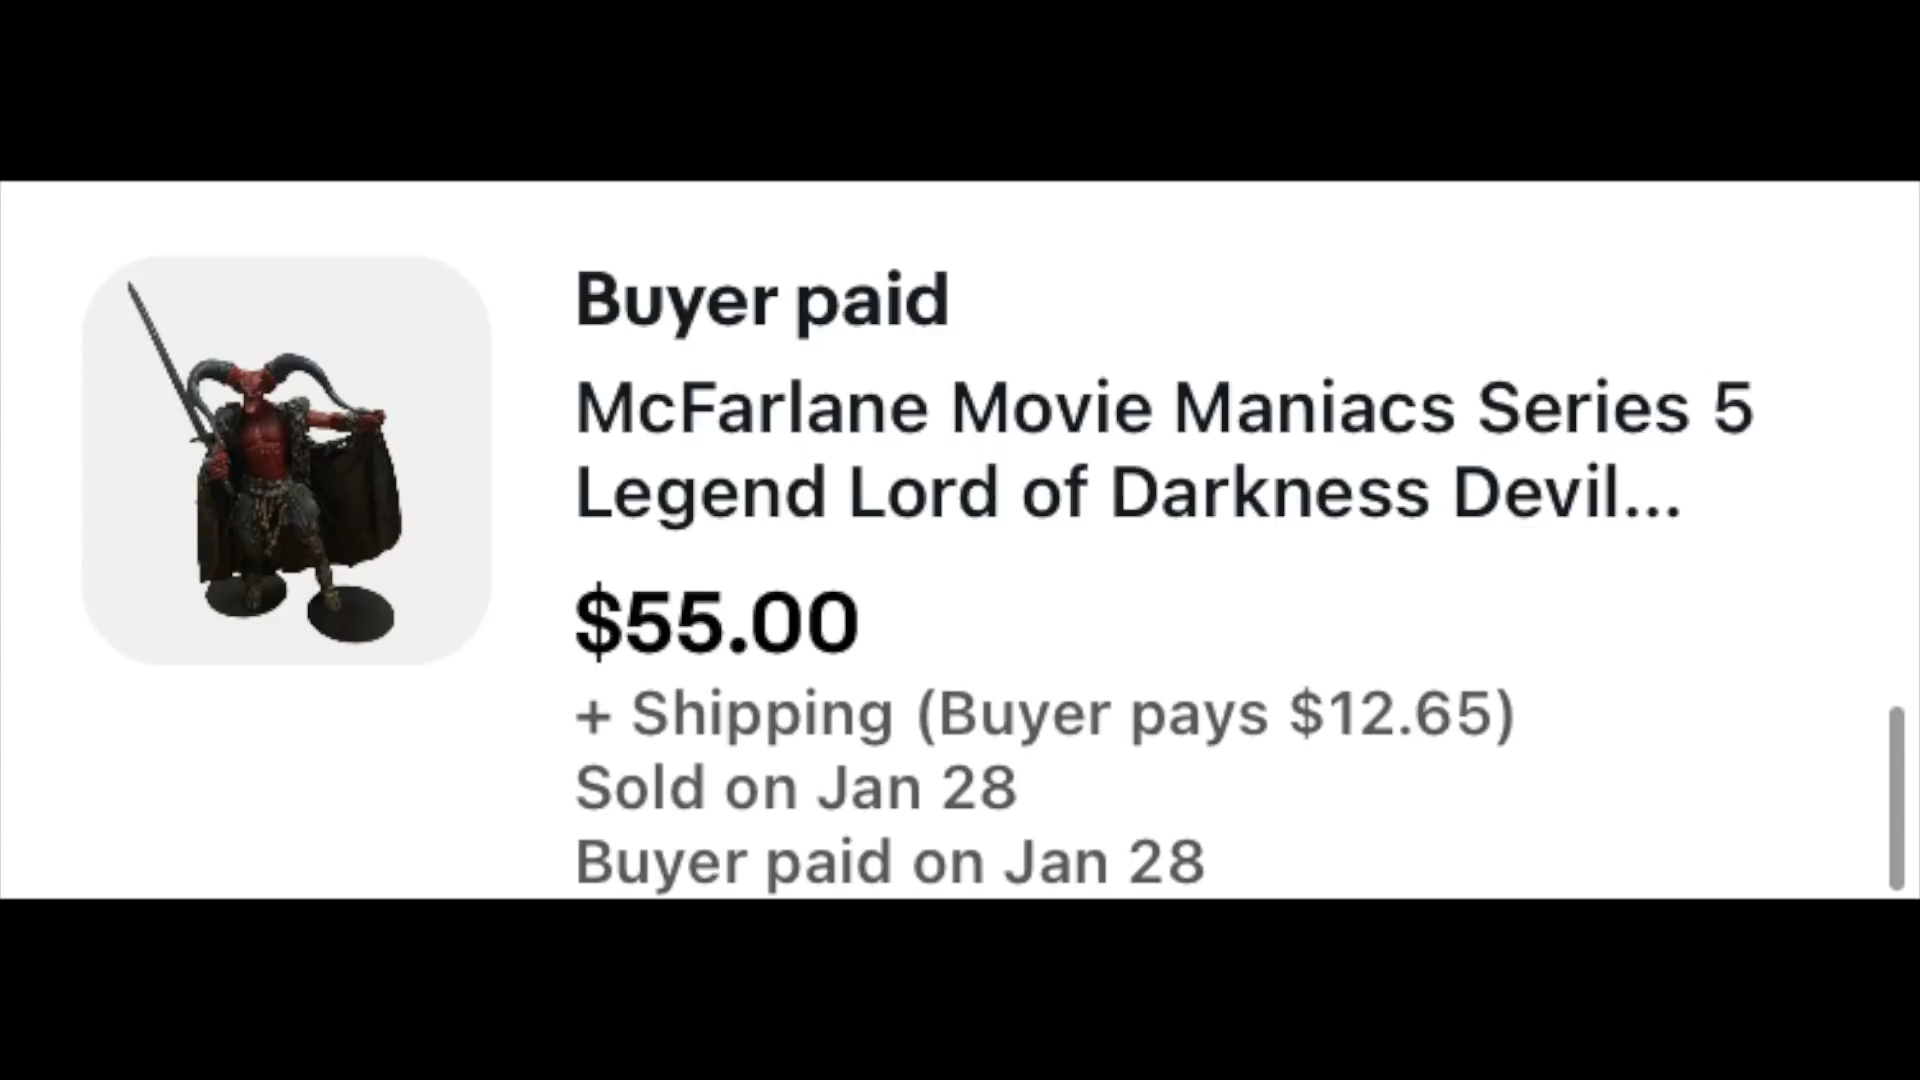 Buyer paid
McFarlane Movie Maniacs Series 5
Legend Lord of Darkness Devil...
$55.00
+ Shipping (Buyer pays $12.65)
Sold on Jan 28
Buyer paid on Jan 28